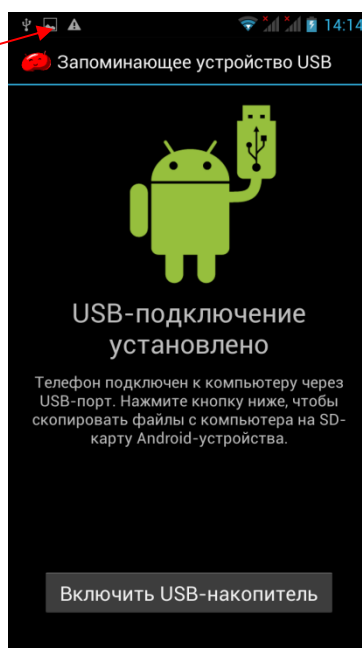 14:14
Запоминающее устройство USB
USB-подключение
установлено
Телефон подключен к компьютеру через
USB-порт. Нажмите кнопку ниже, чтобы
скопировать файлы с компьютера на SD-
карту Android-устройства.
Включить USB-накопитель